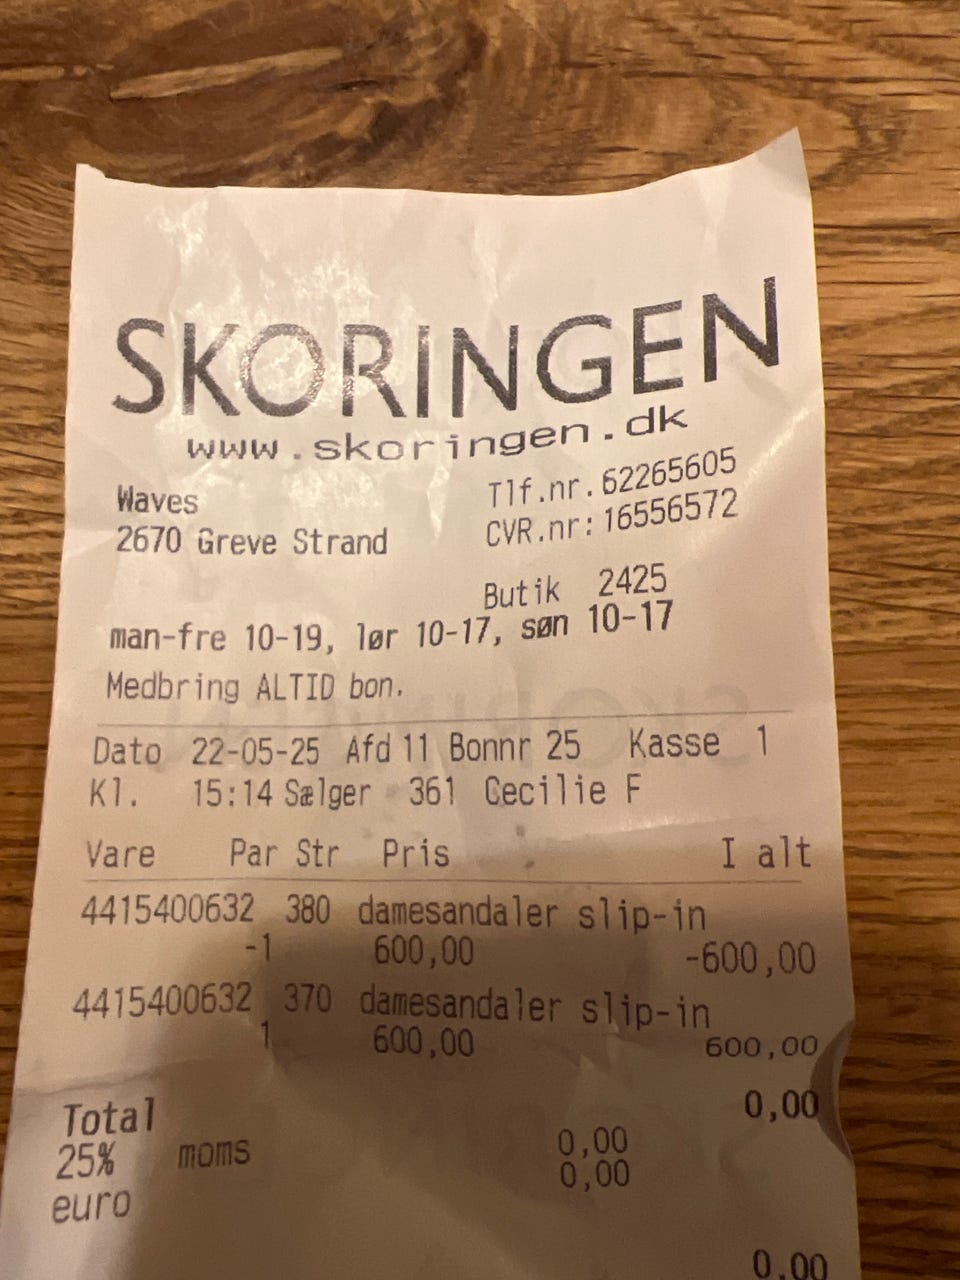 SKORINGEN
www.skoringen.dk
Waves Tlf.nr. 62265605
2670 Greve Strand CVR.nr: 16556572
Butik 2425
man-fre 10-19, lør 10-17, søn 10-17
Medbring ALTID bon.
Dato 22-05-25 Afd 11 Bonnr 25 Kasse 1
Kl. 15:14 Sælger 361 Cecilie F
Vare Par Str Pris I alt
4415400632 380 damesandaler slip-in
-1 600,00 -600,00
4415400632 370 damesandaler slip-in
1 600,00 600,00
Total 0,00
25% moms 0,00
euro 0,00
0,00